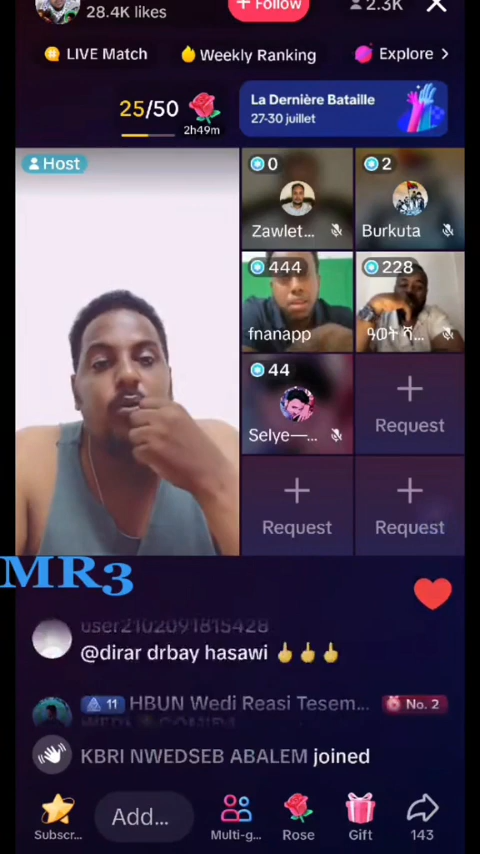 28.4K likes
+ Follow
2.3K
LIVE Match
Weekly Ranking
Explore
25/50
2h49m
La Dernière Bataille
27-30 juillet
Host
0
Zawlet...
2
Burkuta
444
fnanapp
228
ዓወት ሻ...
44
Selye—...
Request
Request
Request
MR3
user2102091815428
@dirar drbay hasawi
11 HBUN Wedi Reasi Tesem...
No. 2
KBRI NWEDSEB ABALEM joined
Subscr...
Add...
Multi-g...
Rose
Gift
143